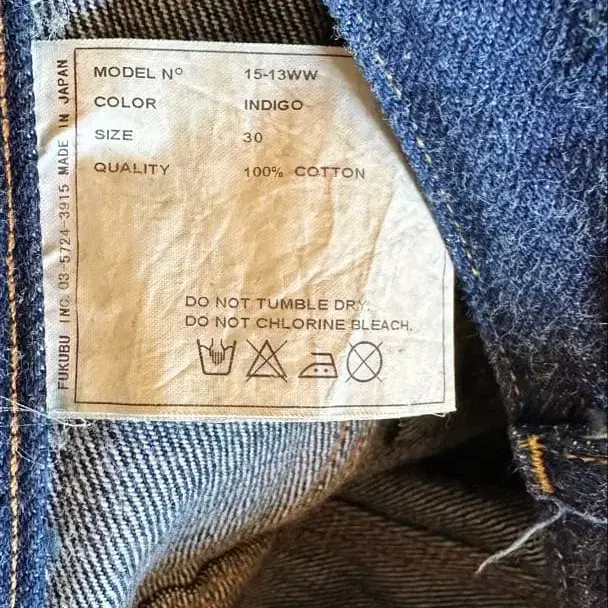 MODEL Nº 15-13WW
COLOR INDIGO
SIZE 30
QUALITY 100% COTTON
DO NOT TUMBLE DRY.
DO NOT CHLORINE BLEACH.
FUKUBU INC. 03-5724-3915 MADE IN JAPAN